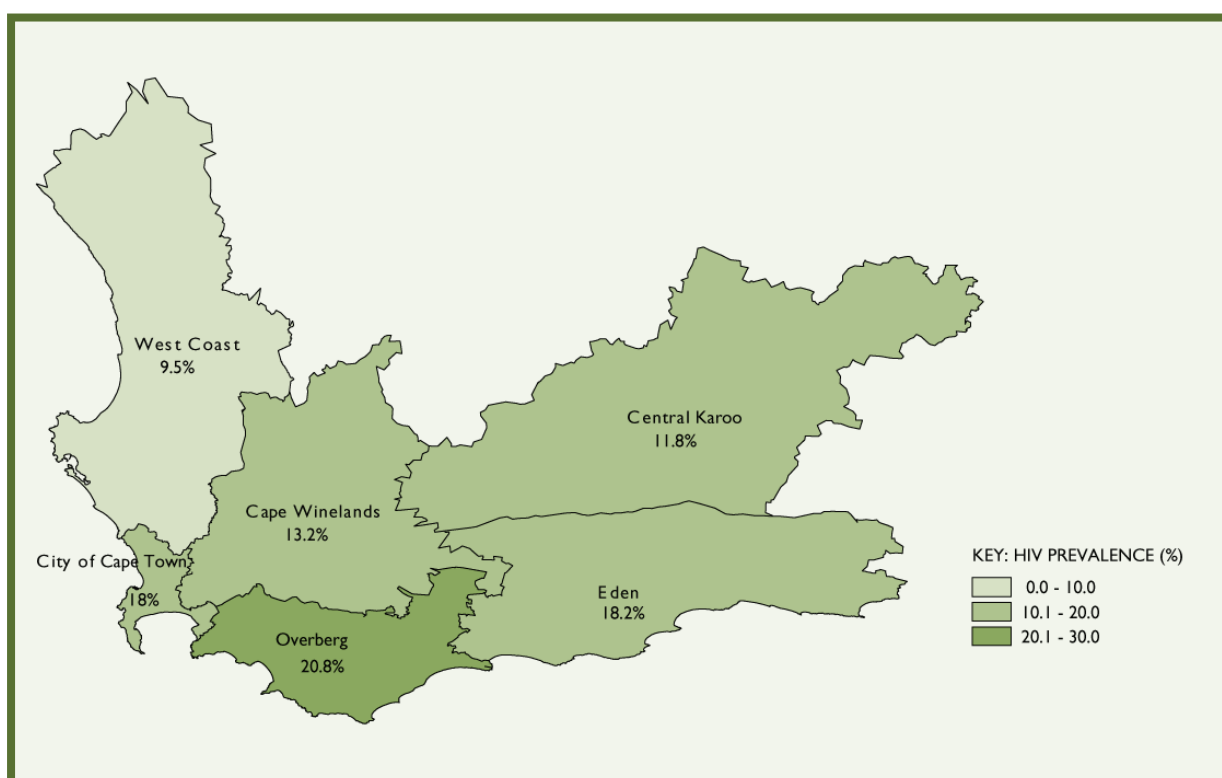 West Coast
9.5%
Central Karoo
11.8%
Cape Winelands
13.2%
City of Cape Town
18%
Eden
18.2%
Overberg
20.8%
KEY: HIV PREVALENCE (%)
0.0 - 10.0
10.1 - 20.0
20.1 - 30.0